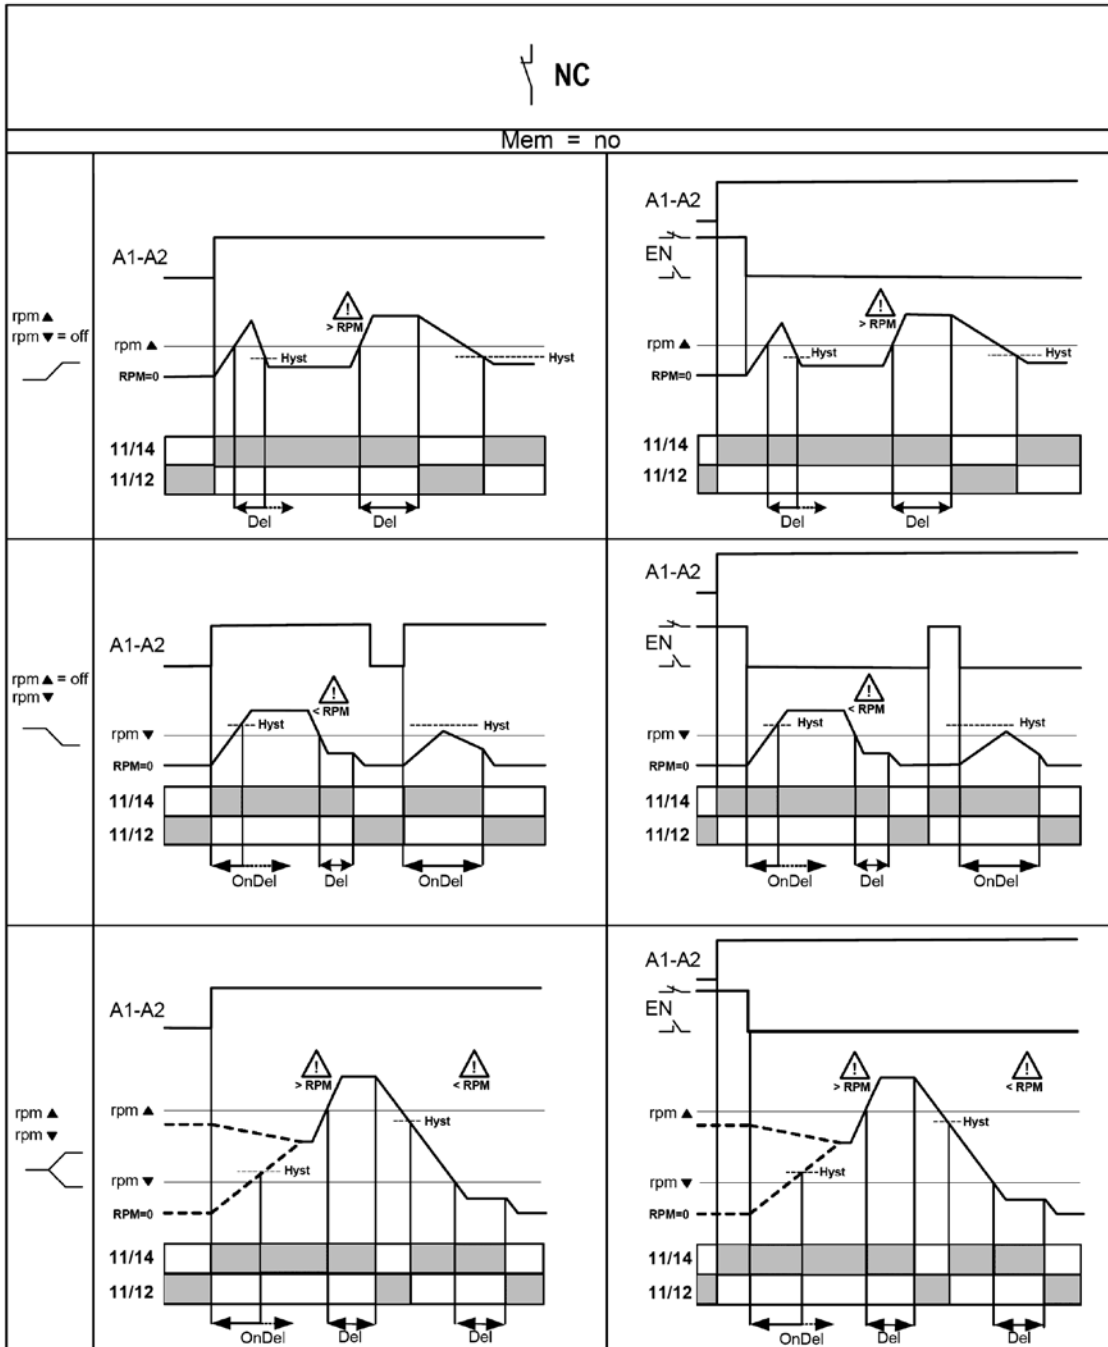 NC
Mem = no
rpm ▲
rpm ▼ = off
A1-A2
> RPM
rpm ▲
Hyst
Hyst
RPM=0
11/14
11/12
Del
Del
A1-A2
EN
> RPM
rpm ▲
Hyst
Hyst
RPM=0
11/14
11/12
Del
Del
rpm ▲ = off
rpm ▼
A1-A2
< RPM
Hyst
Hyst
rpm ▼
RPM=0
11/14
11/12
OnDel
Del
OnDel
A1-A2
EN
< RPM
Hyst
Hyst
rpm ▼
RPM=0
11/14
11/12
OnDel
Del
OnDel
rpm ▲
rpm ▼
A1-A2
> RPM
< RPM
rpm ▲
Hyst
Hyst
rpm ▼
RPM=0
11/14
11/12
OnDel
Del
Del
A1-A2
EN
> RPM
< RPM
rpm ▲
Hyst
Hyst
rpm ▼
RPM=0
11/14
11/12
OnDel
Del
Del